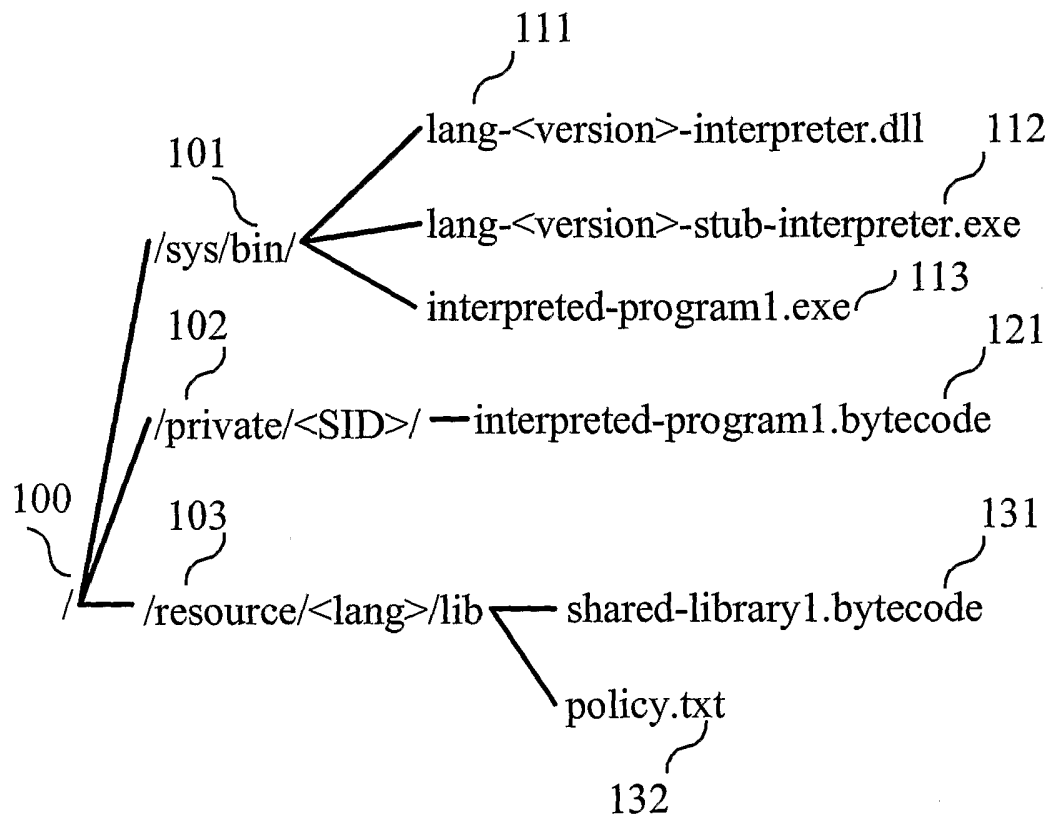 111
lang-<version>-interpreter.dll
112
101
lang-<version>-stub-interpreter.exe
/sys/bin/
interpreted-program1.exe
113
102
121
/private/<SID>/
interpreted-program1.bytecode
100
103
131
/
/resource/<lang>/lib
shared-library1.bytecode
policy.txt
132